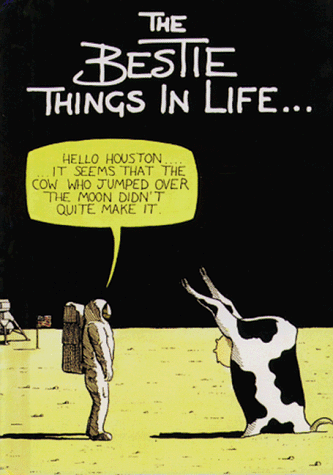 THE
BESTIE
THINGS IN LIFE...
HELLO HOUSTON....
...IT SEEMS THAT THE
COW WHO JUMPED OVER
THE MOON DIDN'T
QUITE MAKE IT.